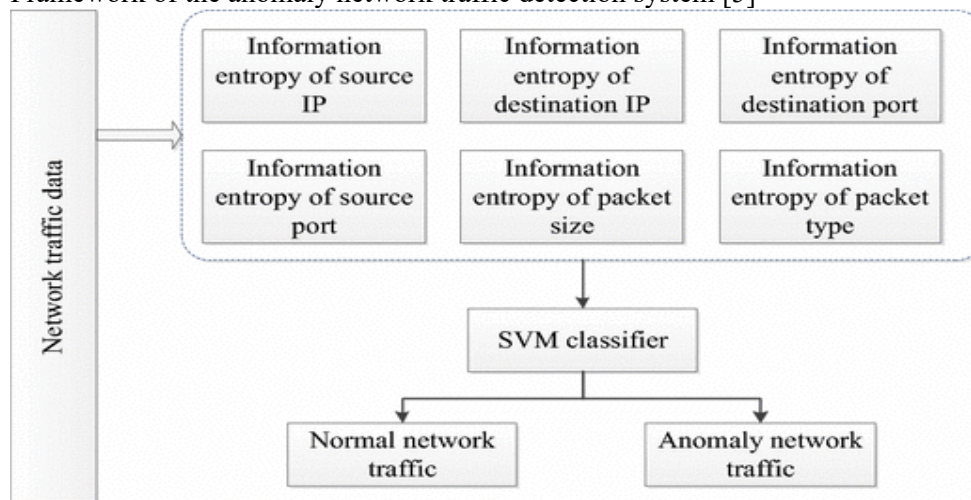 Framework of the anomaly network traffic detection system [5]
Network traffic data
Information
entropy of source
IP
Information
entropy of
destination IP
Information
entropy of
destination port
Information
entropy of source
port
Information
entropy of packet
size
Information
entropy of packet
type
SVM classifier
Normal network
traffic
Anomaly network
traffic